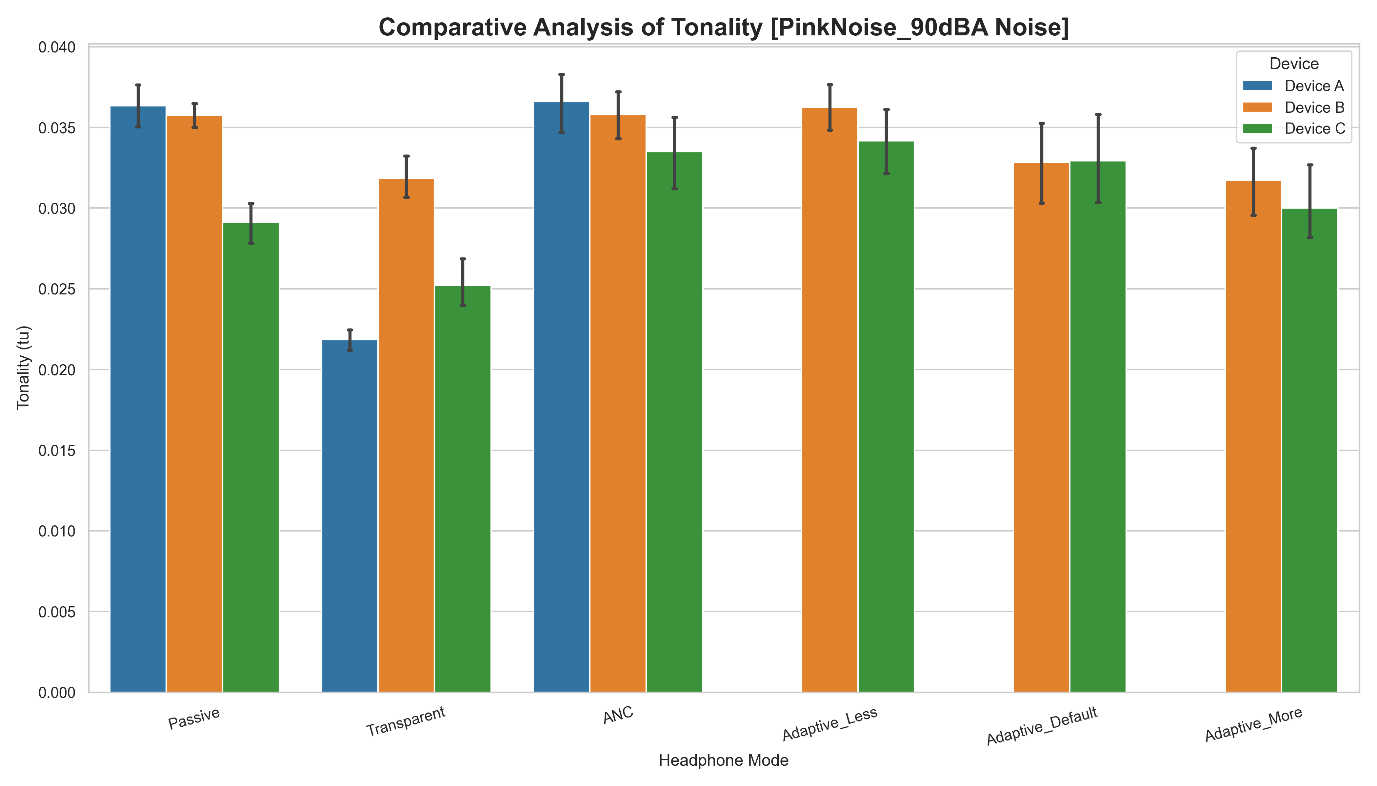 Comparative Analysis of Tonality [PinkNoise_90dBA Noise]
Device
Device A
Device B
Device C
Tonality (tu)
0.040
0.035
0.030
0.025
0.020
0.015
0.010
0.005
0.000
Passive
Transparent
ANC
Adaptive_Less
Adaptive_Default
Adaptive_More
Headphone Mode